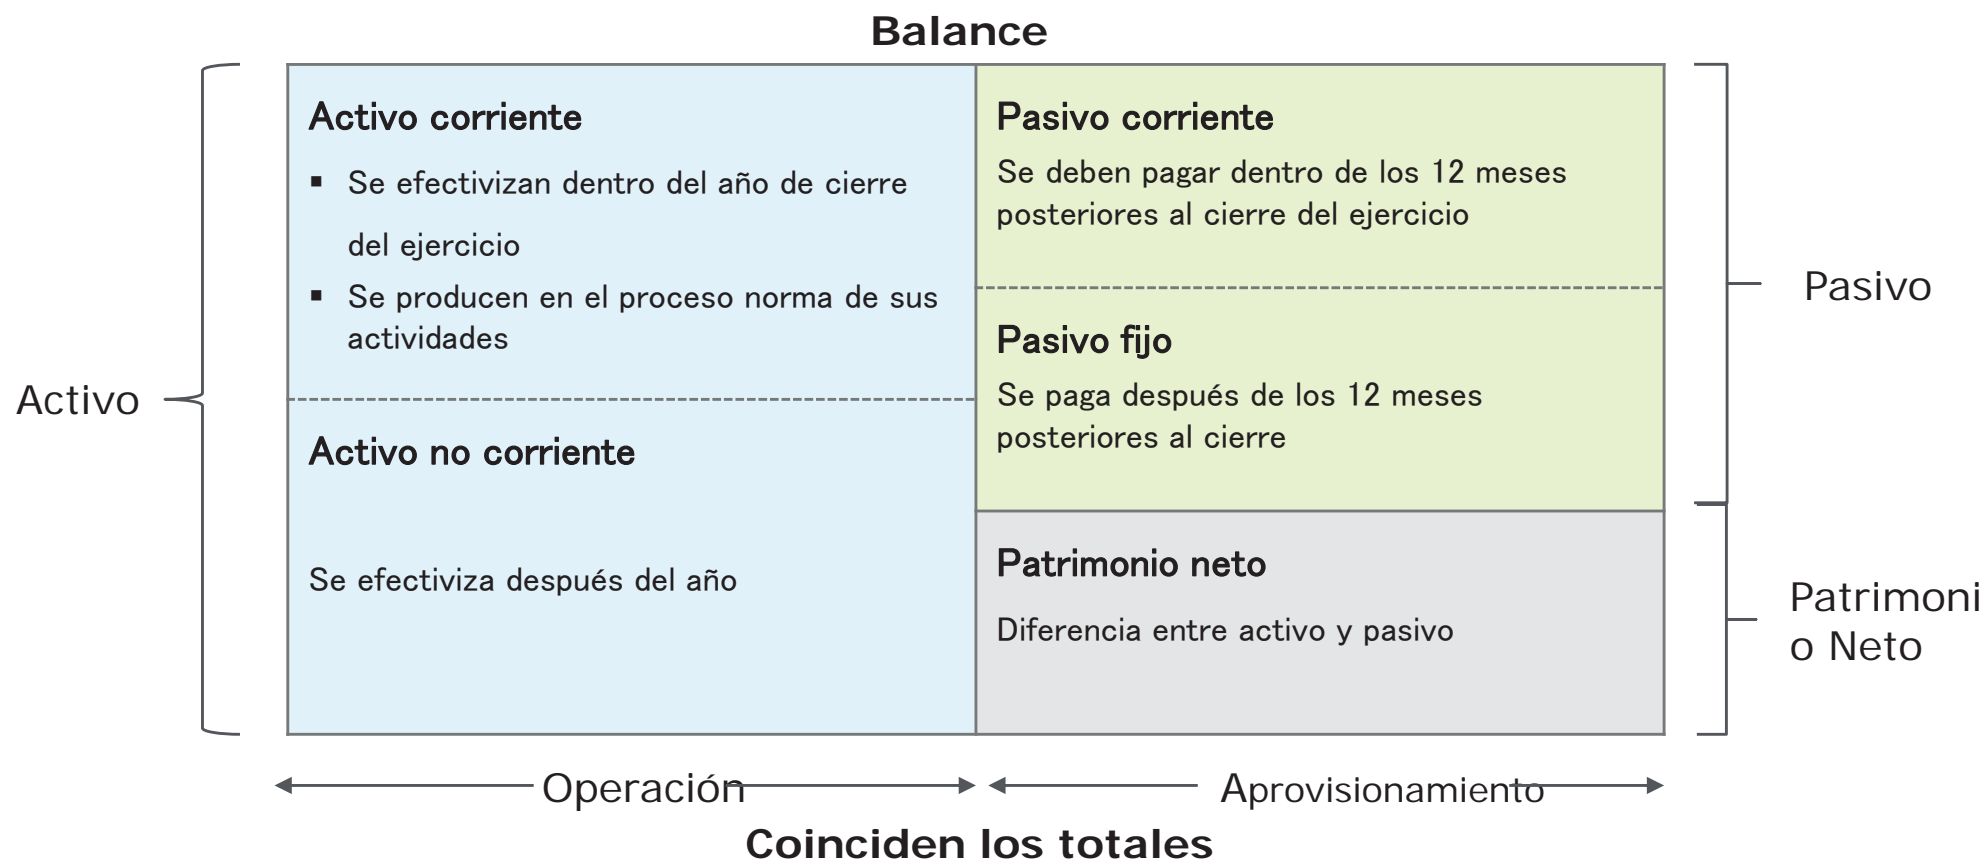 Balance
Activo
Activo corriente
▪ Se efectivizan dentro del año de cierre
del ejercicio
▪ Se producen en el proceso norma de sus
actividades
Activo no corriente
Se efectiviza después del año
Pasivo corriente
Se deben pagar dentro de los 12 meses
posteriores al cierre del ejercicio
Pasivo fijo
Se paga después de los 12 meses
posteriores al cierre
Patrimonio neto
Diferencia entre activo y pasivo
Pasivo
Patrimoni
o Neto
Operación
Aprovisionamiento
Coinciden los totales